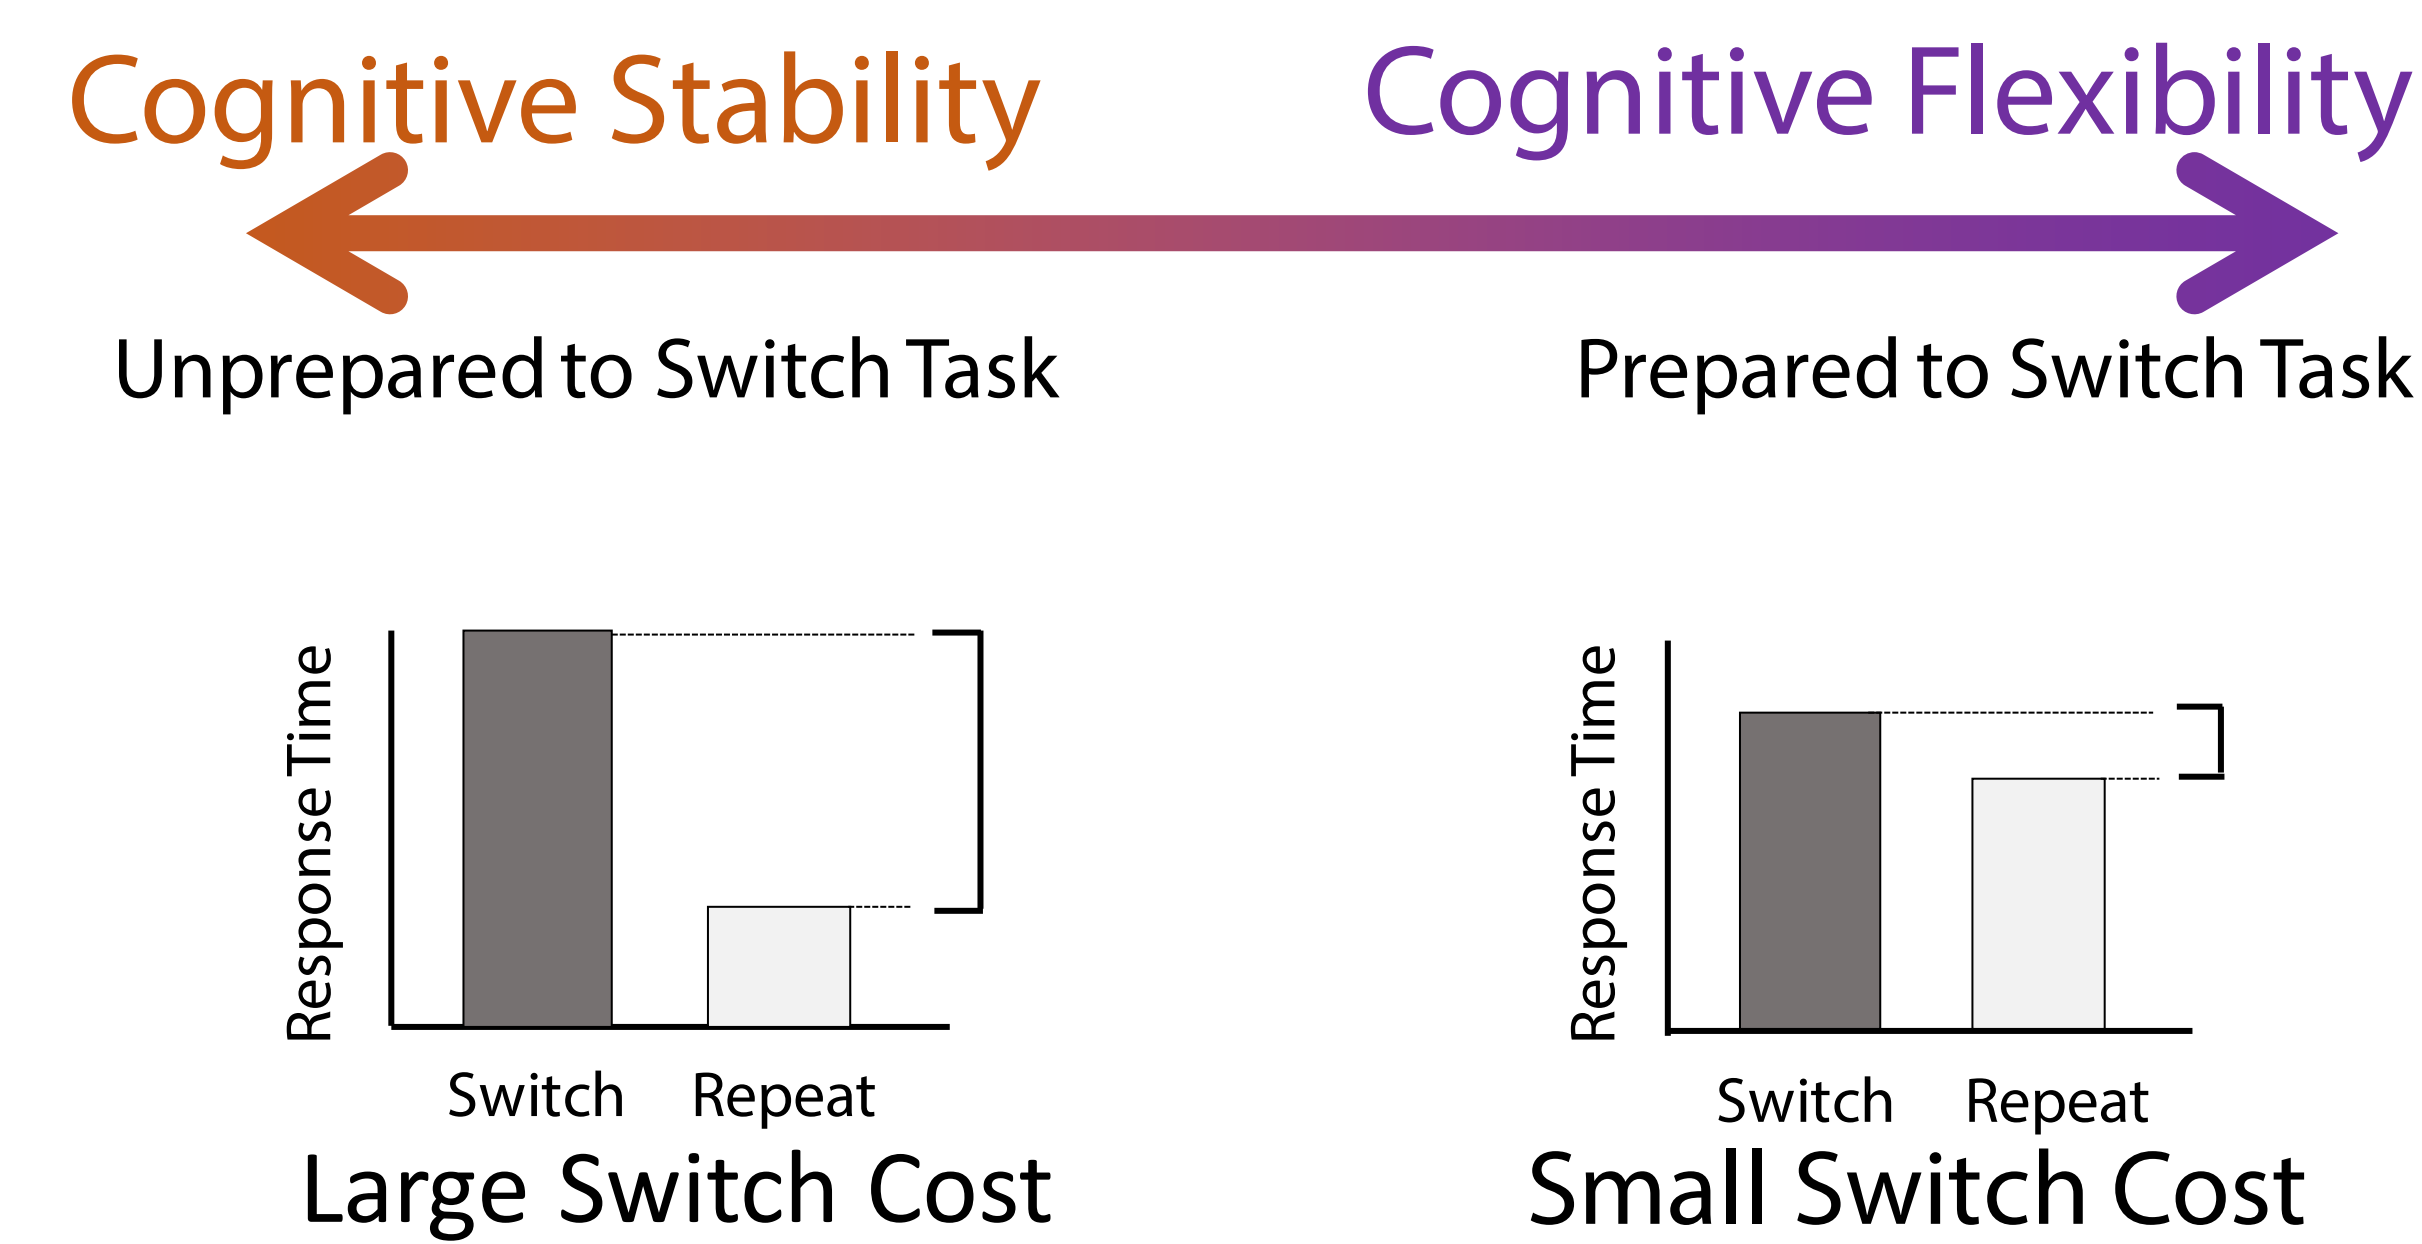 Cognitive Stability
Cognitive Flexibility
Unprepared to Switch Task
Prepared to Switch Task
Response Time
Switch
Repeat
Large Switch Cost
Response Time
Switch
Repeat
Small Switch Cost